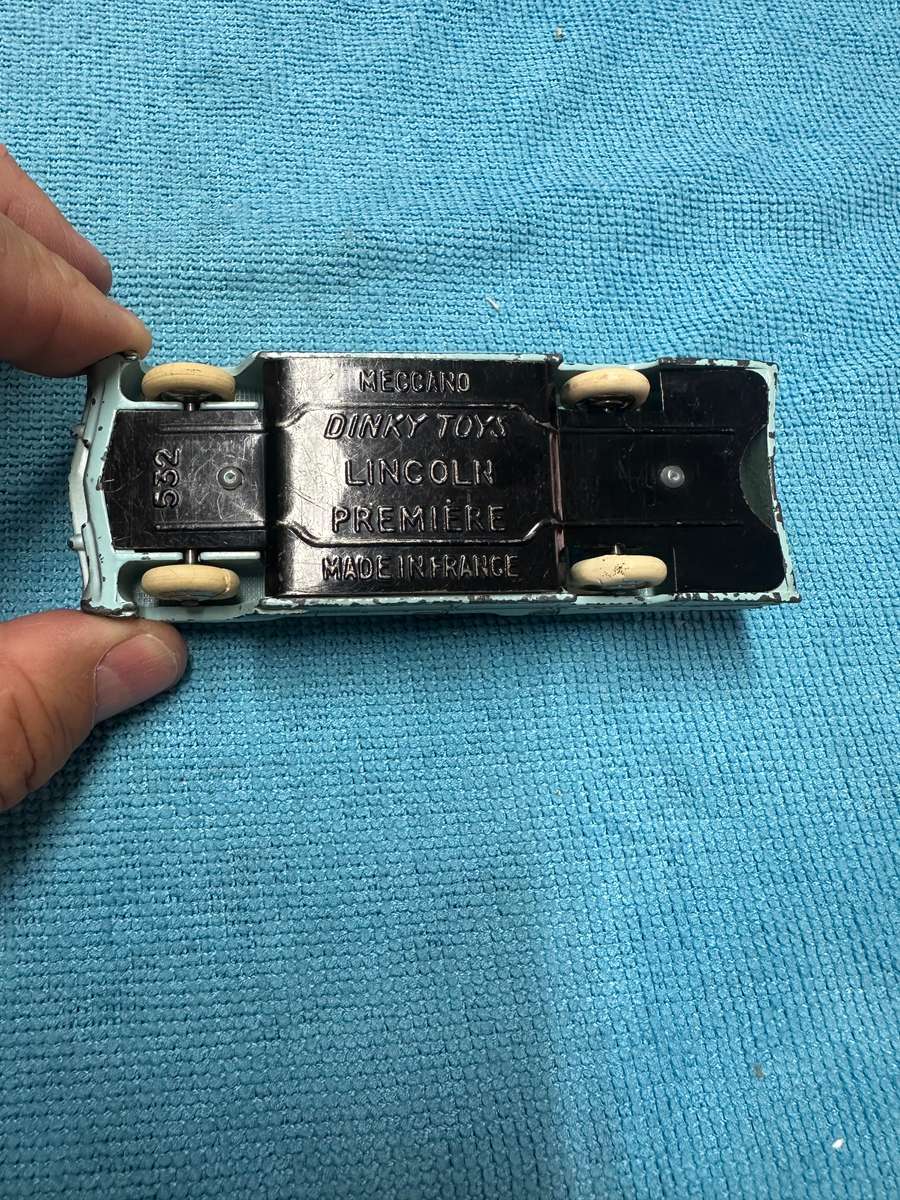 MECCANO
DINKY TOYS
LINCOLN
PREMIÈRE
MADE IN FRANCE
532